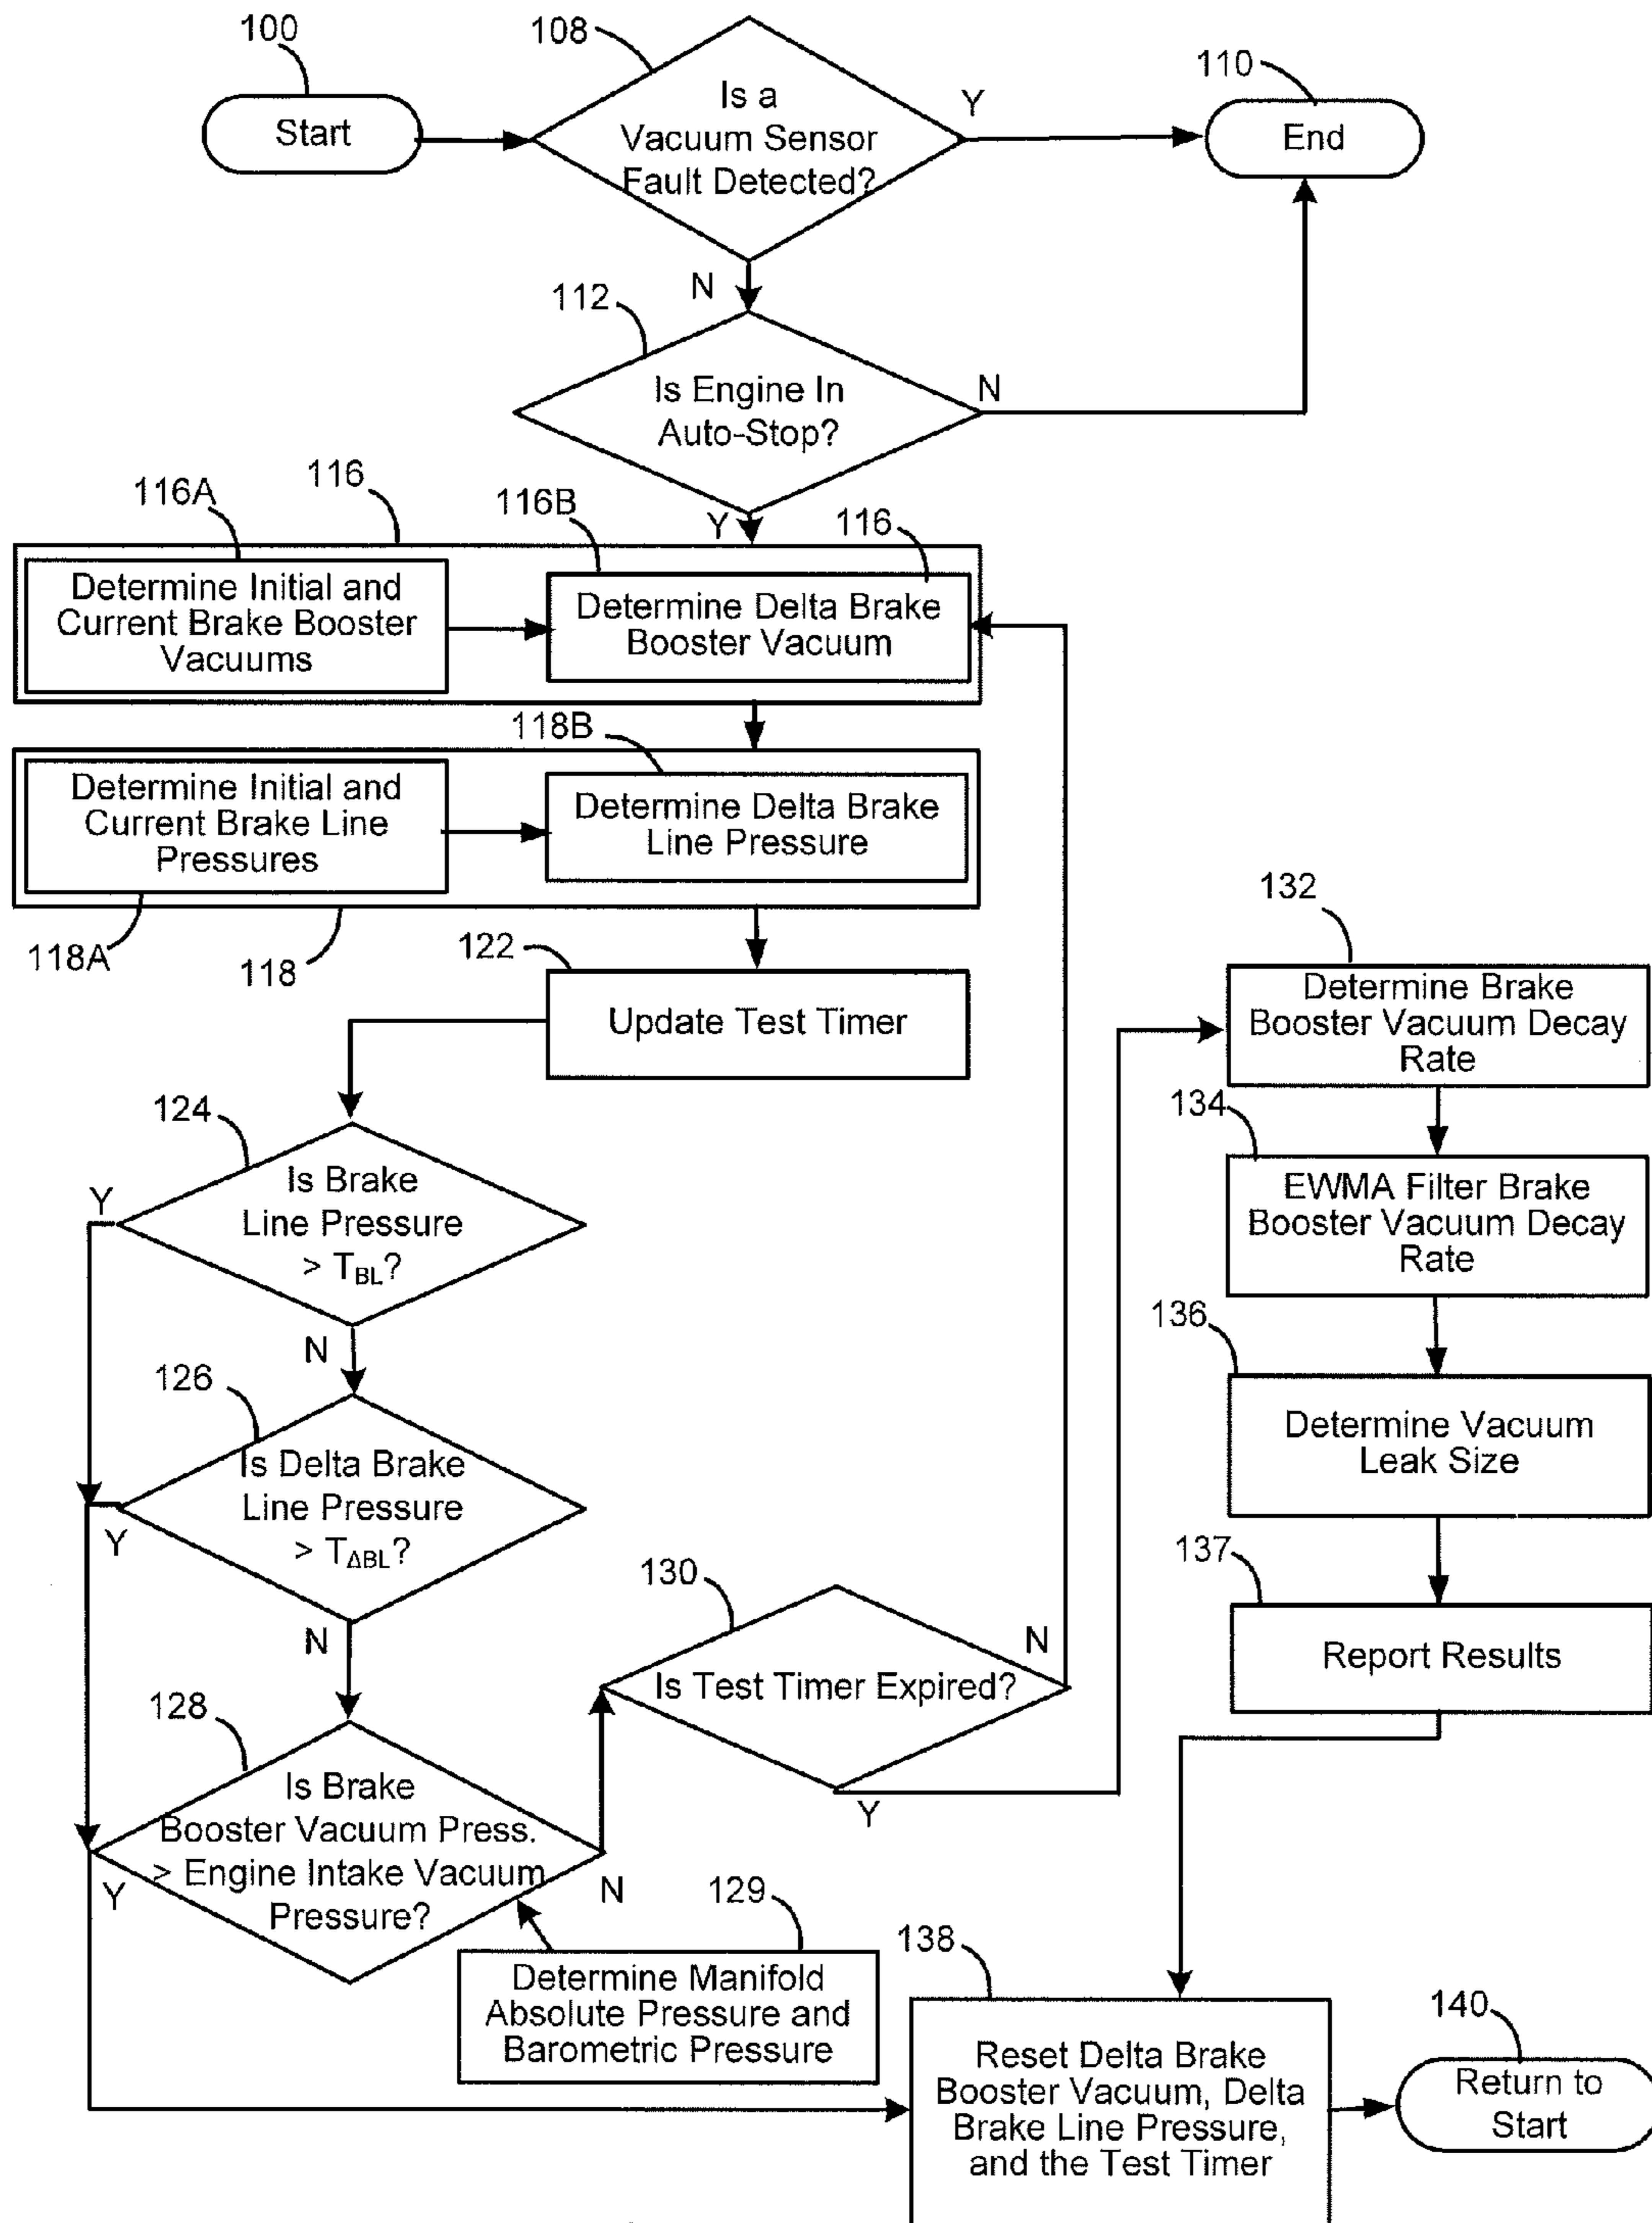 100
Start
108
Is a
Vacuum Sensor
Fault Detected?
Y
110
End
N
112
Is Engine In
Auto-Stop?
N
Y
116
116A
Determine Initial and
Current Brake Booster
Vacuums
116B
116
Determine Delta Brake
Booster Vacuum
118B
Determine Initial and
Current Brake Line
Pressures
Determine Delta Brake
Line Pressure
118A
118
122
Update Test Timer
124
Is Brake
Line Pressure
> T_BL?
Y
N
126
Is Delta Brake
Line Pressure
> T_ΔBL?
Y
N
128
Is Brake
Booster Vacuum Press.
> Engine Intake Vacuum
Pressure?
Y
N
129
Determine Manifold
Absolute Pressure and
Barometric Pressure
130
Is Test Timer Expired?
N
Y
132
Determine Brake
Booster Vacuum Decay
Rate
134
EWMA Filter Brake
Booster Vacuum Decay
Rate
136
Determine Vacuum
Leak Size
137
Report Results
138
Reset Delta Brake
Booster Vacuum, Delta
Brake Line Pressure,
and the Test Timer
140
Return to
Start